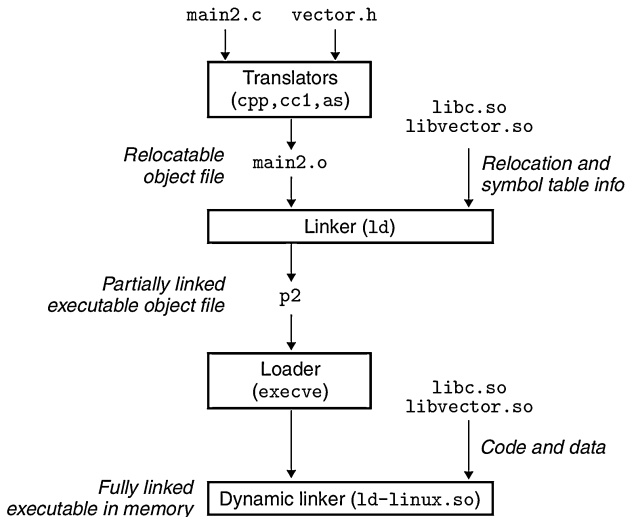 main2.c vector.h
Translators
(cpp,cc1,as)
libc.so
libvector.so
Relocatable
object file
main2.o
Relocation and
symbol table info
Linker (ld)
Partially linked
executable object file
p2
Loader
(execve)
libc.so
libvector.so
Code and data
Fully linked
executable in memory
Dynamic linker (ld-linux.so)